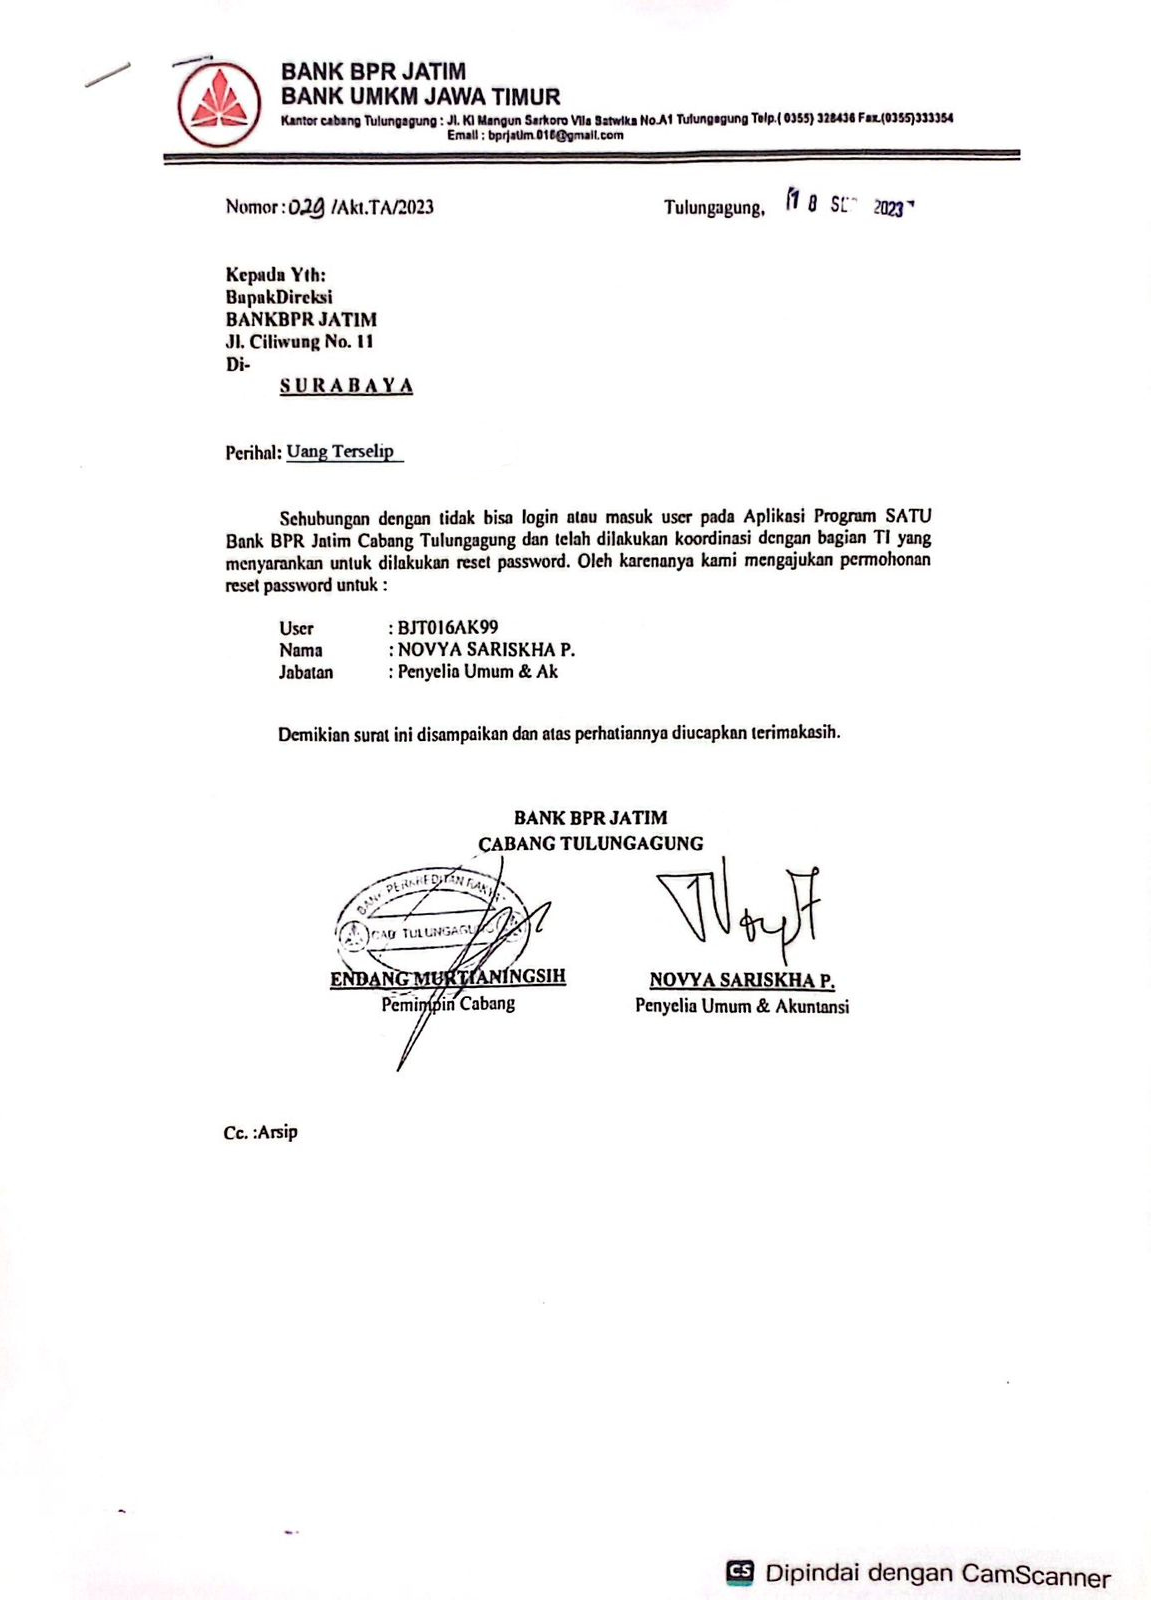 BANK BPR JATIM
BANK UMKM JAWA TIMUR
Kantor cabang Tulungagung : Jl. Ki Mangun Sarkoro Vila Satwika No.A1 Tulungagung Telp.( 0355) 328436 Fax.(0355)333354
Email : bprjatim.016@gmail.com
Nomor : 029 /Akt.TA/2023
Tulungagung, 18 2023
Kepada Yth:
BapakDireksi
BANKBPR JATIM
Jl. Ciliwung No. 11
Di-
S U R A B A Y A
Perihal: Uang Terselip
Sehubungan dengan tidak bisa login atau masuk user pada Aplikasi Program SATU
Bank BPR Jatim Cabang Tulungagung dan telah dilakukan koordinasi dengan bagian TI yang
menyarankan untuk dilakukan reset password. Oleh karenanya kami mengajukan permohonan
reset password untuk :
User : BJT016AK99
Nama : NOVYA SARISKHA P.
Jabatan : Penyelia Umum & Ak
Demikian surat ini disampaikan dan atas perhatiannya diucapkan terimakasih.
BANK BPR JATIM
CABANG TULUNGAGUNG
BANK PERKREDITAN RAKYAT
CAB TULUNGAGUNG
ENDANG MURTIANINGSIH
Pemimpin Cabang
NOVYA SARISKHA P.
Penyelia Umum & Akuntansi
Cc. :Arsip
CS Dipindai dengan CamScanner